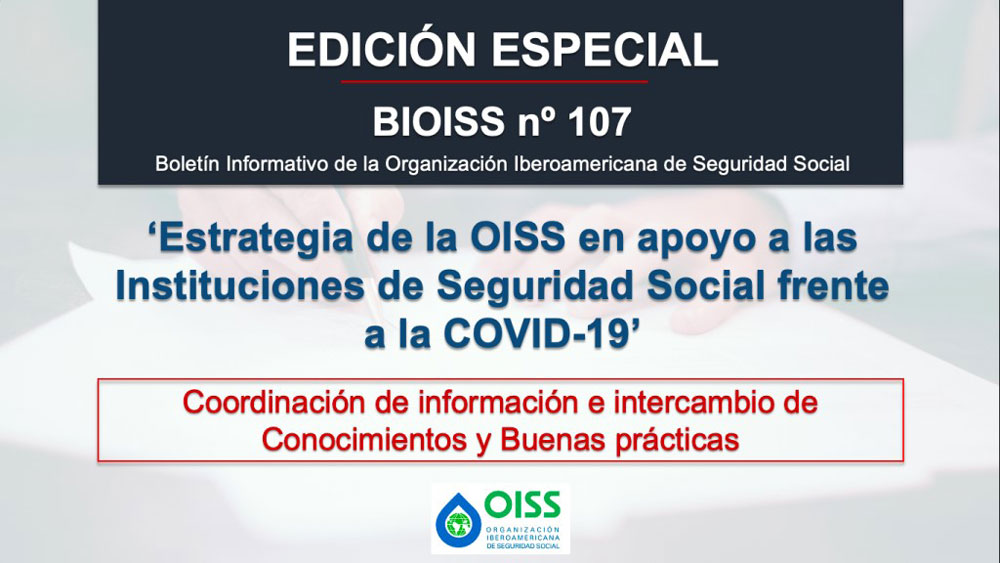 EDICIÓN ESPECIAL
BIOISS nº 107
Boletín Informativo de la Organización Iberoamericana de Seguridad Social
‘Estrategia de la OISS en apoyo a las
Instituciones de Seguridad Social frente
a la COVID-19’
Coordinación de información e intercambio de
Conocimientos y Buenas prácticas
OISS
ORGANIZACIÓN
IBEROAMERICANA
DE SEGURIDAD SOCIAL